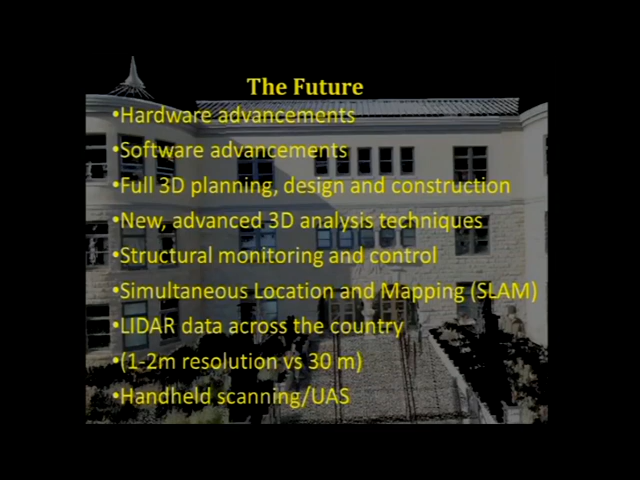 The Future
•Hardware advancements
•Software advancements
•Full 3D planning, design and construction
•New, advanced 3D analysis techniques
•Structural monitoring and control
•Simultaneous Location and Mapping (SLAM)
•LIDAR data across the country
•(1-2m resolution vs 30 m)
•Handheld scanning/UAS